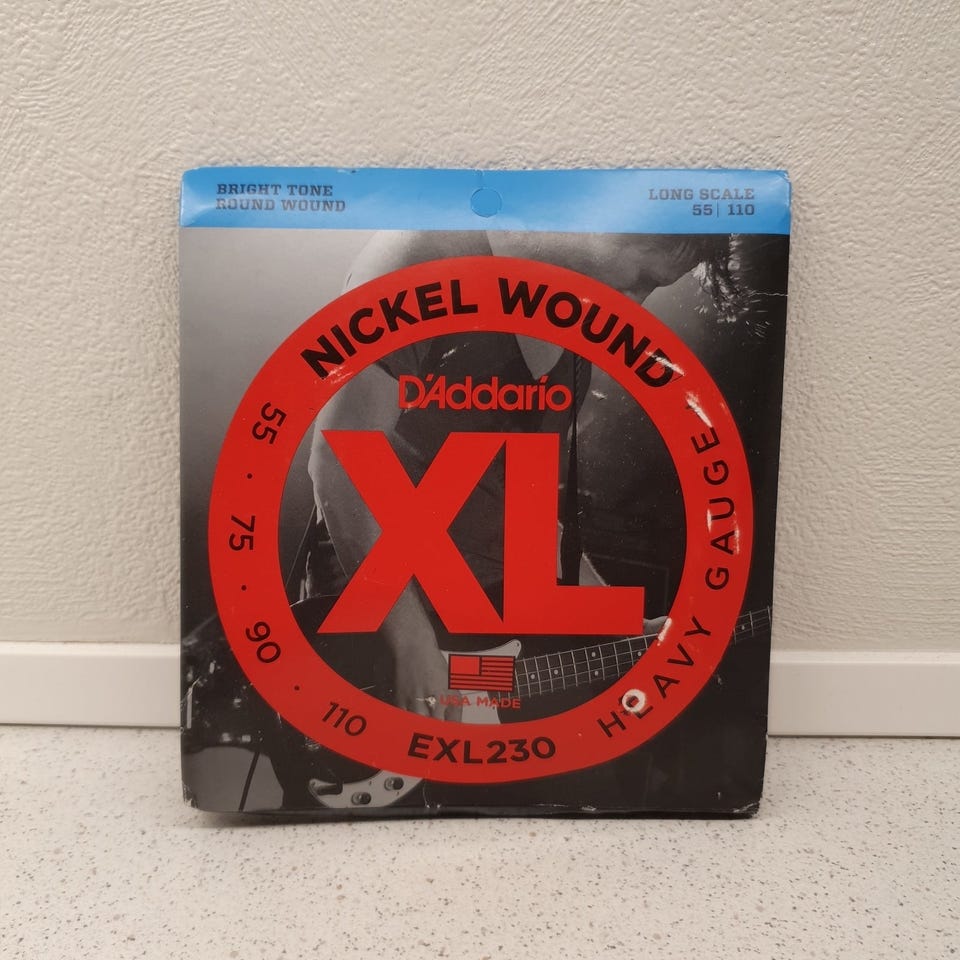 BRIGHT TONE
ROUND WOUND
LONG SCALE
55 | 110
NICKEL WOUND
D'Addario
XL
USA MADE
55 · 75 · 90 · 110
EXL230
HEAVY GAUGE